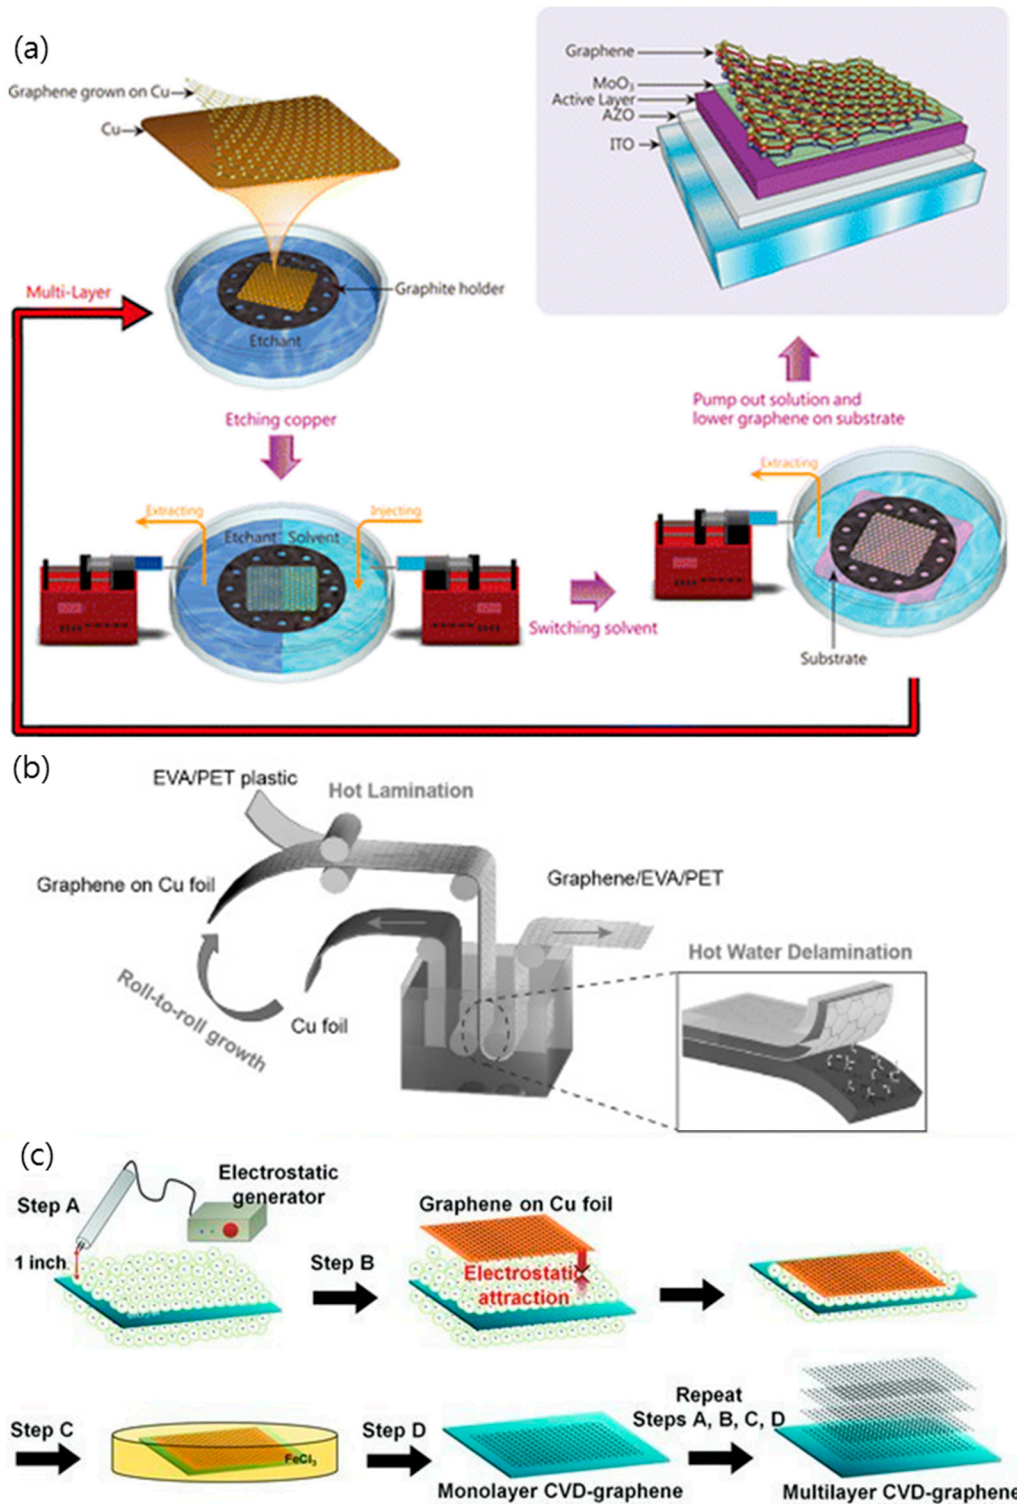 (a)
Graphene grown on Cu
Cu
Graphene
MoO₃
Active Layer
AZO
ITO
Multi-Layer
Graphite holder
Etchant
Etching copper
Pump out solution and
lower graphene on substrate
Extracting
Injecting
Etchant
Solvent
Extracting
Switching solvent
Substrate
(b)
EVA/PET plastic
Hot Lamination
Graphene on Cu foil
Graphene/EVA/PET
Hot Water Delamination
Roll-to-roll growth
Cu foil
(c)
Step A
Electrostatic
generator
1 inch
Step B
Graphene on Cu foil
Electrostatic
attraction
Step C
FeCl₃
Step D
Monolayer CVD-graphene
Repeat
Steps A, B, C, D
Multilayer CVD-graphene